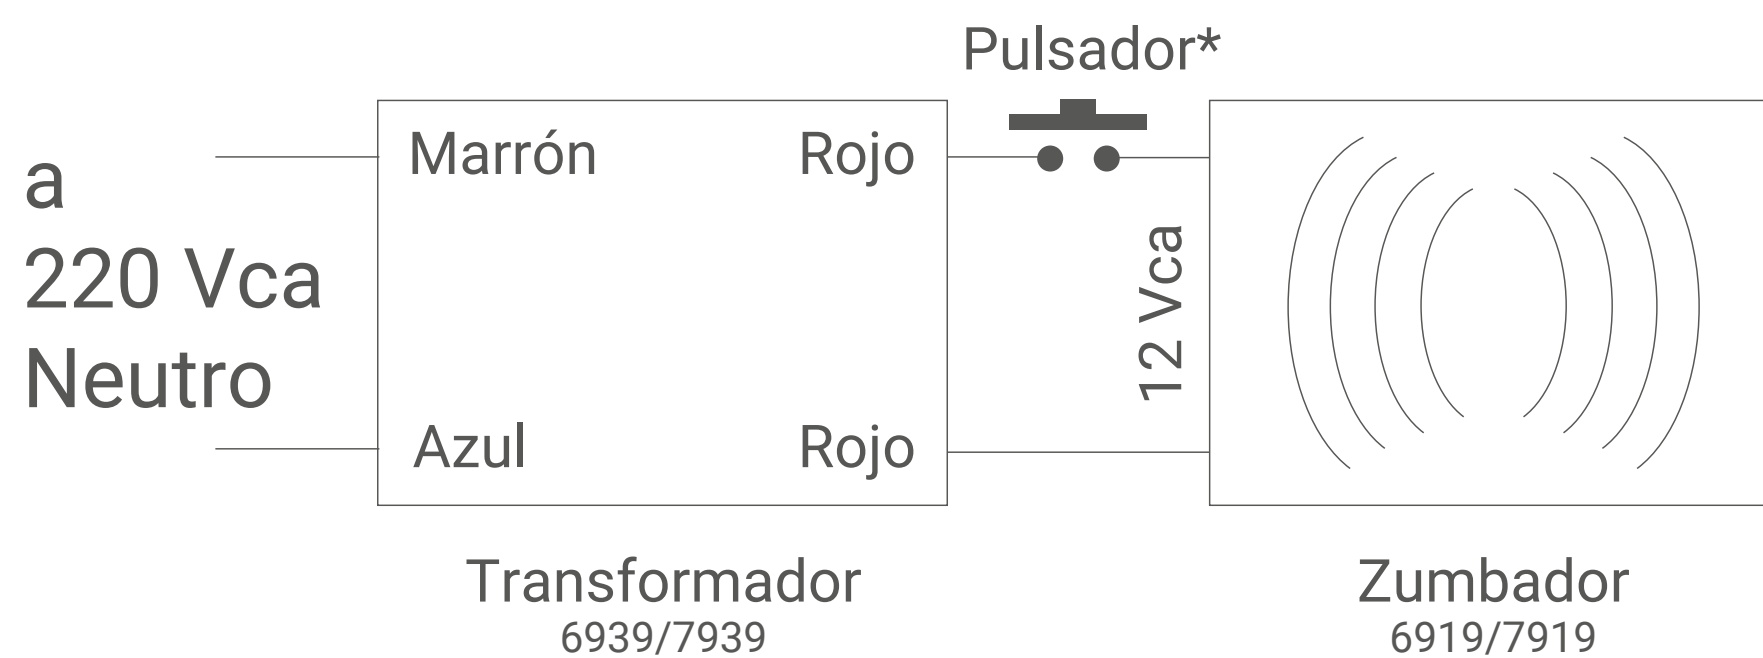 Pulsador*
Marrón Rojo
a
220 Vca
Neutro
12 Vca
Azul Rojo
Transformador
6939/7939
Zumbador
6919/7919